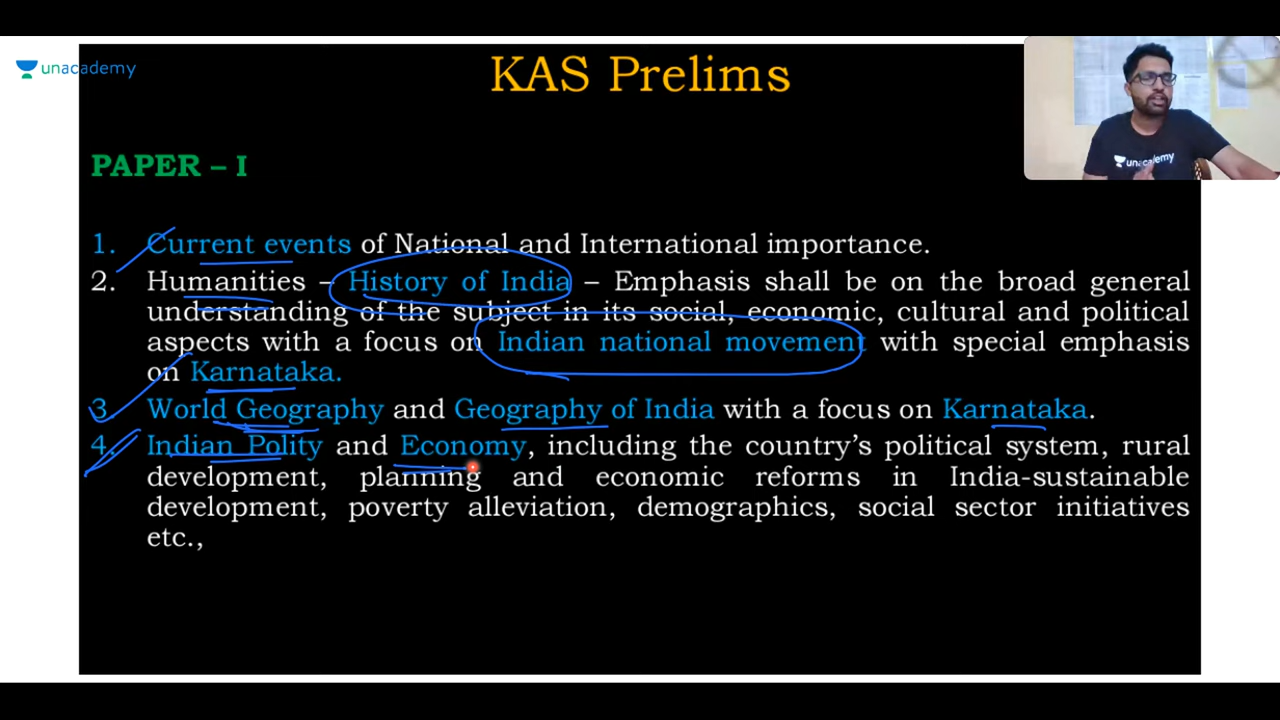 unacademy
KAS Prelims
unacademy
PAPER – I
1. Current events of National and International importance.
2. Humanities – History of India – Emphasis shall be on the broad general
understanding of the subject in its social, economic, cultural and political
aspects with a focus on Indian national movement with special emphasis
on Karnataka.
3. World Geography and Geography of India with a focus on Karnataka.
4. Indian Polity and Economy, including the country's political system, rural
development, planning and economic reforms in India-sustainable
development, poverty alleviation, demographics, social sector initiatives
etc.,